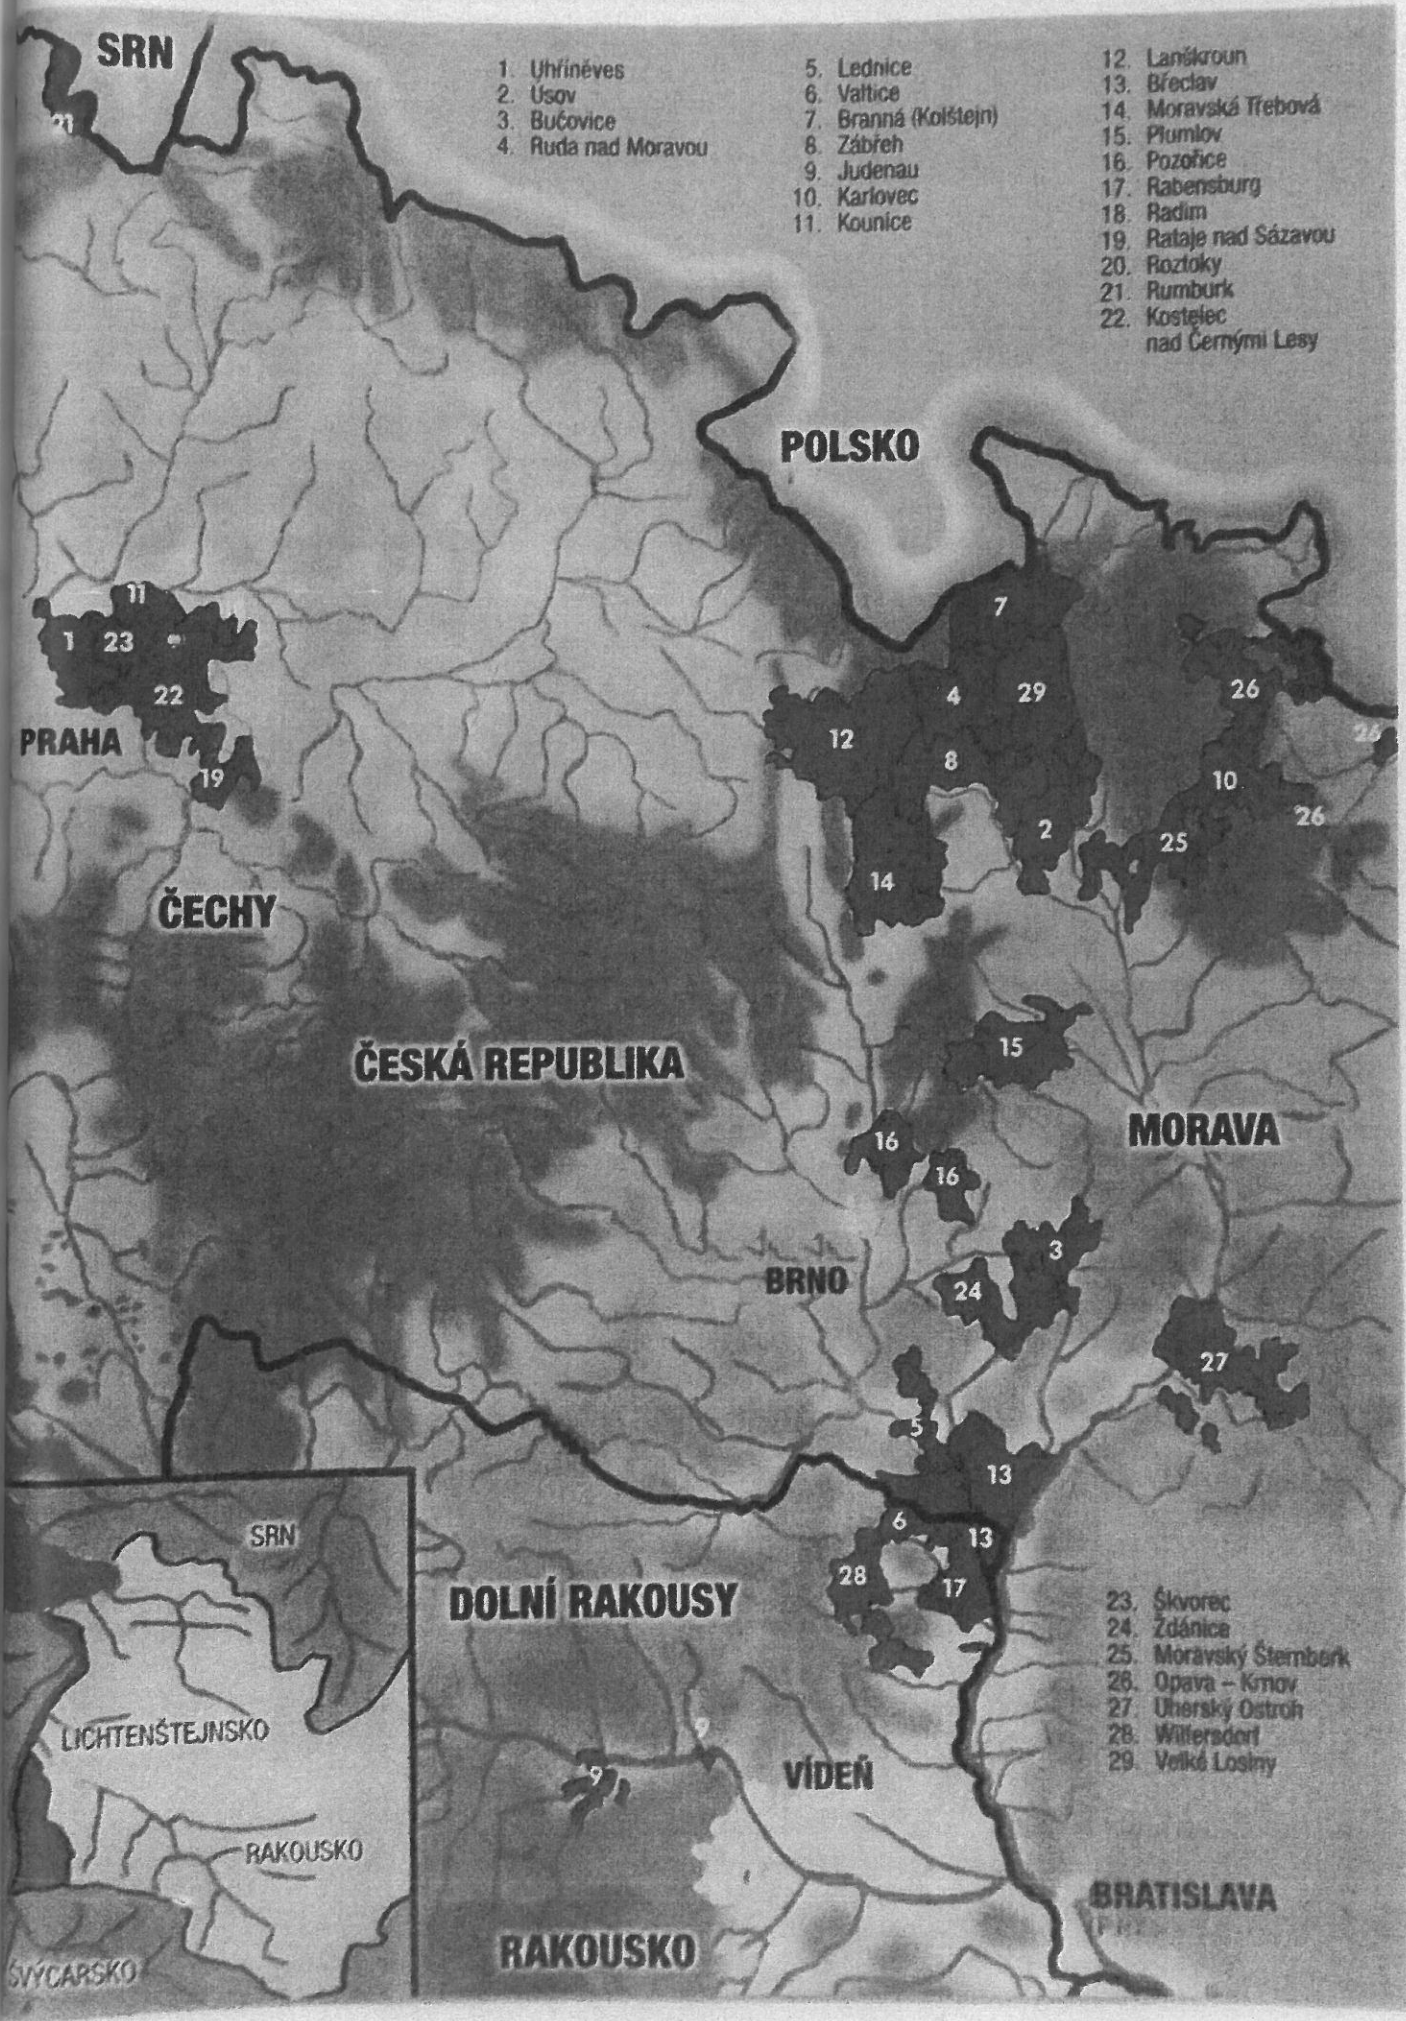 SRN
21
1. Uhříněves
2. Úsov
3. Bučovice
4. Ruda nad Moravou
5. Lednice
6. Valtice
7. Branná (Kolštejn)
8. Zábřeh
9. Judenau
10. Karlovec
11. Kounice
12. Lanškroun
13. Břeclav
14. Moravská Třebová
15. Plumlov
16. Pozořice
17. Rabensburg
18. Radim
19. Rataje nad Sázavou
20. Roztoky
21. Rumburk
22. Kostelec
nad Černými Lesy
POLSKO
11
7
1 23
22
4 29
26
PRAHA
12
26
8
19
10
26
2
25
14
ČECHY
15
ČESKÁ REPUBLIKA
MORAVA
16
16
3
BRNO
24
27
5
13
6
13
28
17
SRN
DOLNÍ RAKOUSY
23. Škvorec
24. Ždánice
25. Moravský Šternberk
26. Opava – Krnov
27. Uherský Ostroh
28. Wilfersdorf
29. Velké Losiny
LICHTENŠTEJNSKO
9
9
VÍDEŇ
RAKOUSKO
BRATISLAVA
RAKOUSKO
ŠVÝCARSKO